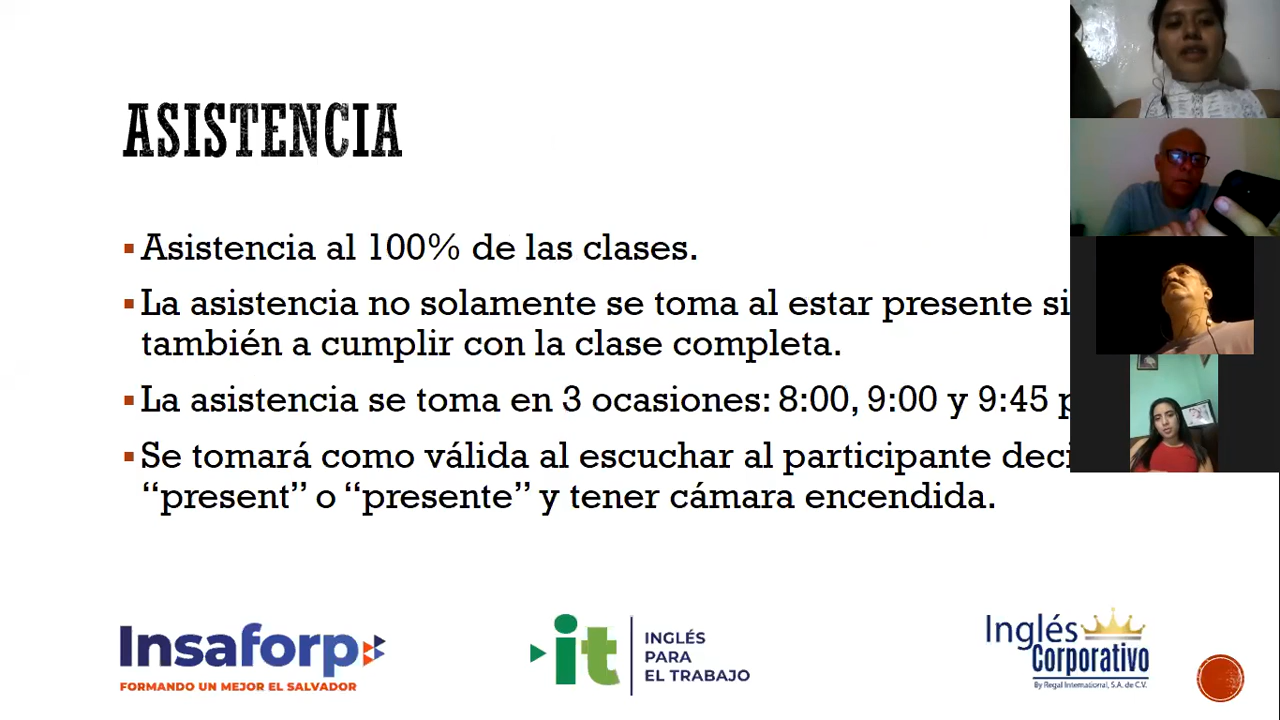 ASISTENCIA
Asistencia al 100% de las clases.
La asistencia no solamente se toma al estar presente
también a cumplir con la clase completa.
La asistencia se toma en 3 ocasiones: 8:00, 9:00 y 9:45
Se tomará como válida al escuchar al participante
“present” o “presente” y tener cámara encendida.
Insaforp
FORMANDO UN MEJOR EL SALVADOR
it
INGLÉS
PARA
EL TRABAJO
Inglés
Corporativo
By Regal International, S.A. de C.V.